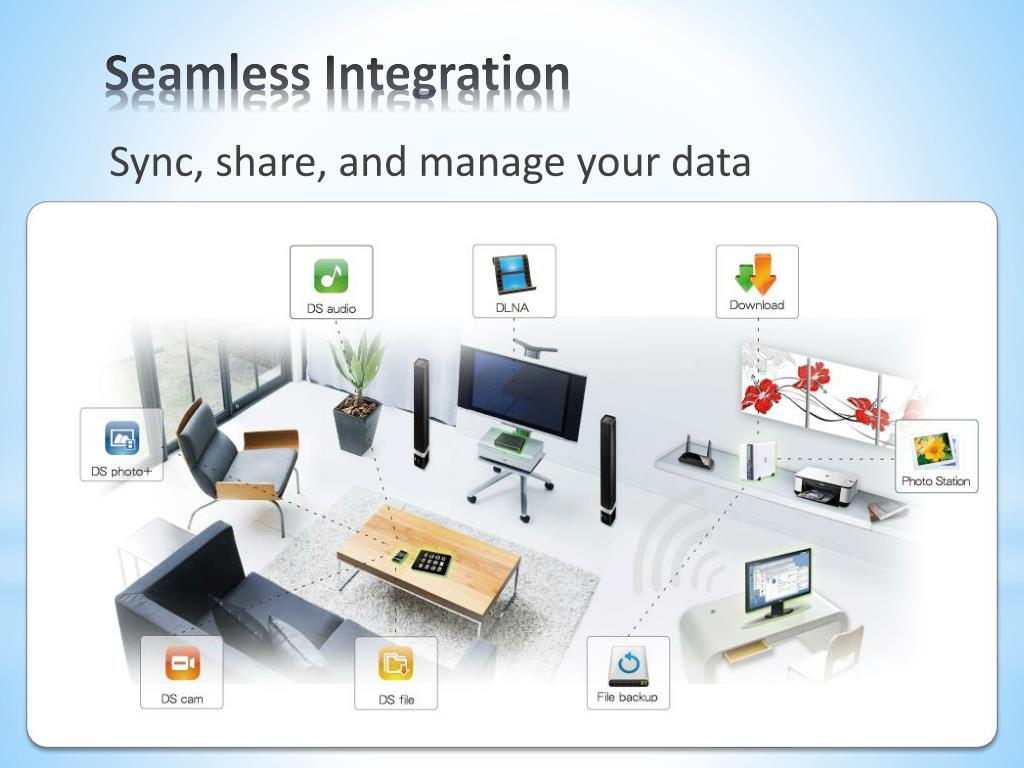 Seamless Integration
Sync, share, and manage your data
DS audio
DLNA
Download
DS photo+
Photo Station
DS cam
DS file
File backup